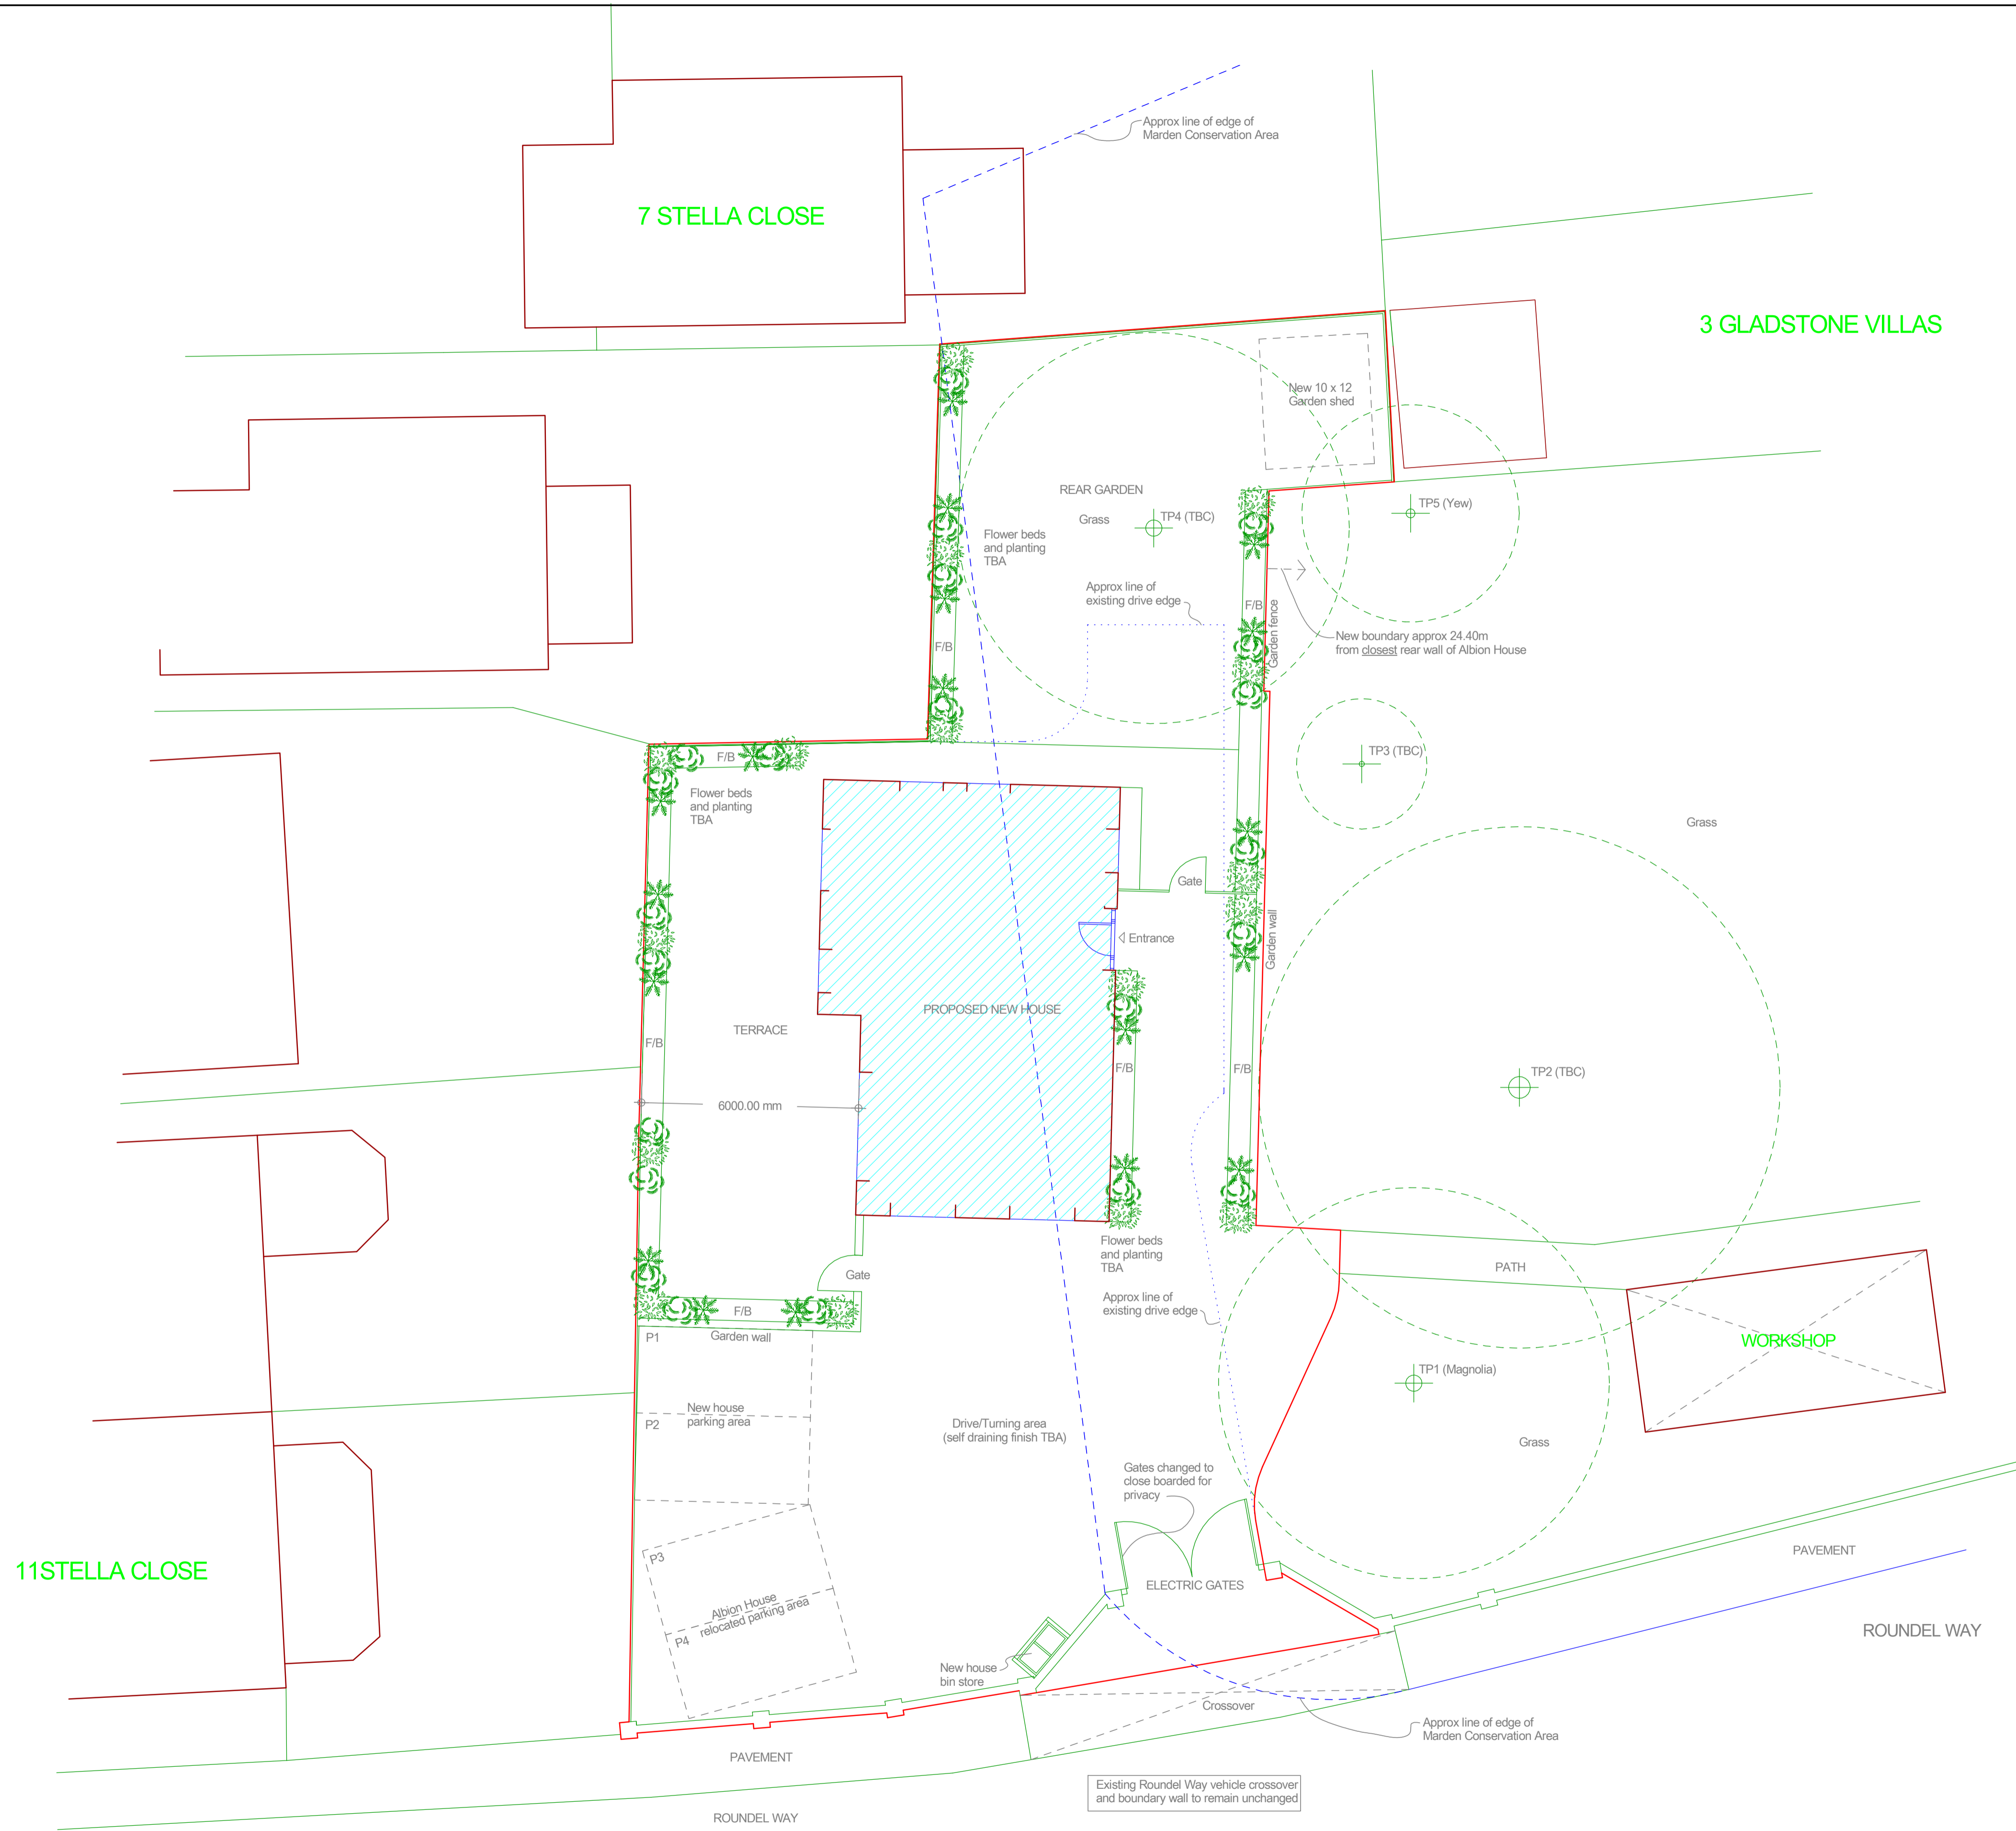 Approx line of edge of
Marden Conservation Area
7 STELLA CLOSE
3 GLADSTONE VILLAS
New 10 x 12
Garden shed
REAR GARDEN
Grass
TP4 (TBC)
TP5 (Yew)
Flower beds
and planting
TBA
Approx line of
existing drive edge
F/B
Garden fence
New boundary approx 24.40m
from closest rear wall of Albion House
F/B
F/B
TP3 (TBC)
Flower beds
and planting
TBA
Grass
Gate
Entrance
Garden wall
PROPOSED NEW HOUSE
TERRACE
F/B
F/B
F/B
TP2 (TBC)
6000.00 mm
Flower beds
and planting
TBA
PATH
Gate
Approx line of
existing drive edge
F/B
P1
Garden wall
WORKSHOP
TP1 (Magnolia)
New house
parking area
P2
Drive/Turning area
(self draining finish TBA)
Grass
Gates changed to
close boarded for
privacy
PAVEMENT
P3
11STELLA CLOSE
ELECTRIC GATES
Albion House
relocated parking area
P4
ROUNDEL WAY
New house
bin store
Crossover
Approx line of edge of
Marden Conservation Area
PAVEMENT
Existing Roundel Way vehicle crossover
and boundary wall to remain unchanged
ROUNDEL WAY